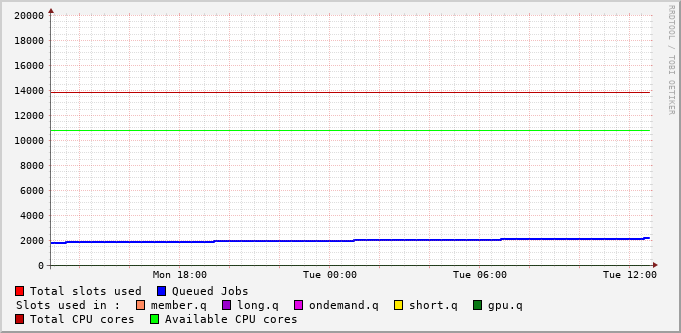 RRDTOOL / TOBI OETIKER
20000
18000
16000
14000
12000
10000
8000
6000
4000
2000
0
Mon 18:00 Tue 00:00 Tue 06:00 Tue 12:00
Total slots used Queued Jobs
Slots used in : member.q long.q ondemand.q short.q gpu.q
Total CPU cores Available CPU cores